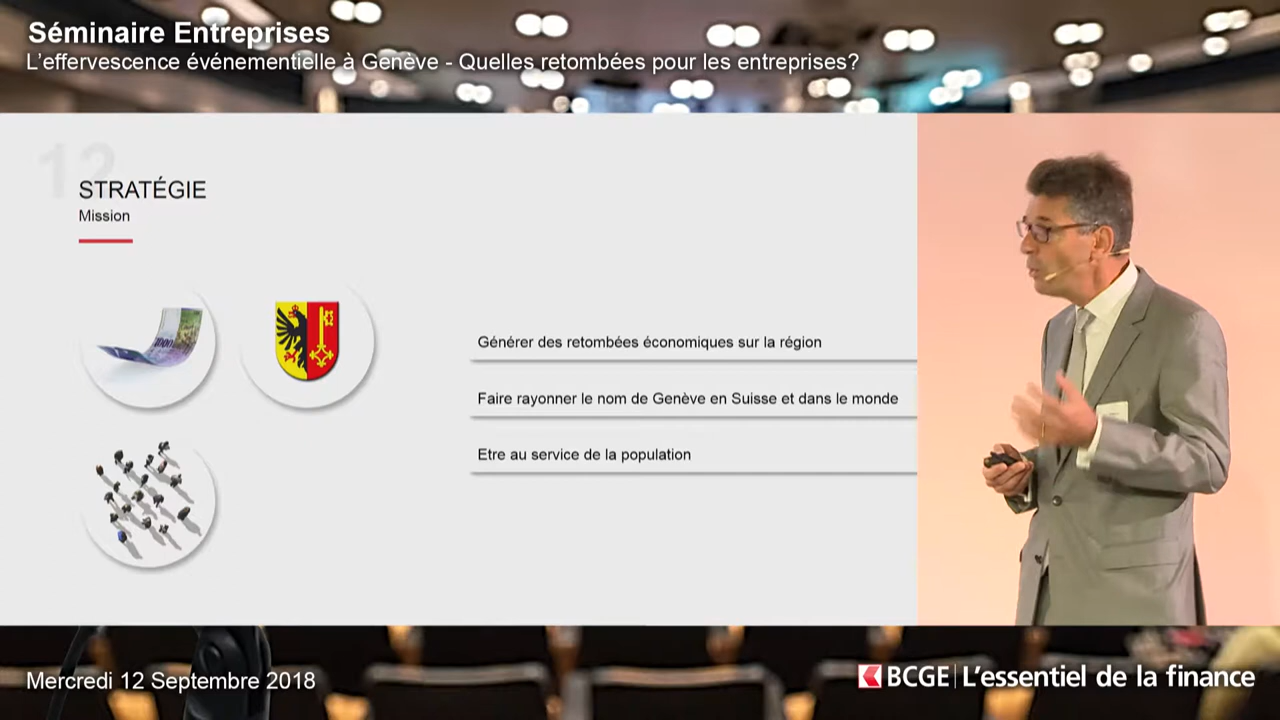 Séminaire Entreprises
L'effervescence événementielle à Genève - Quelles retombées pour les entreprises?
12
STRATÉGIE
Mission
Générer des retombées économiques sur la région
Faire rayonner le nom de Genève en Suisse et dans le monde
Etre au service de la population
Mercredi 12 Septembre 2018
BCGE | L'essentiel de la finance